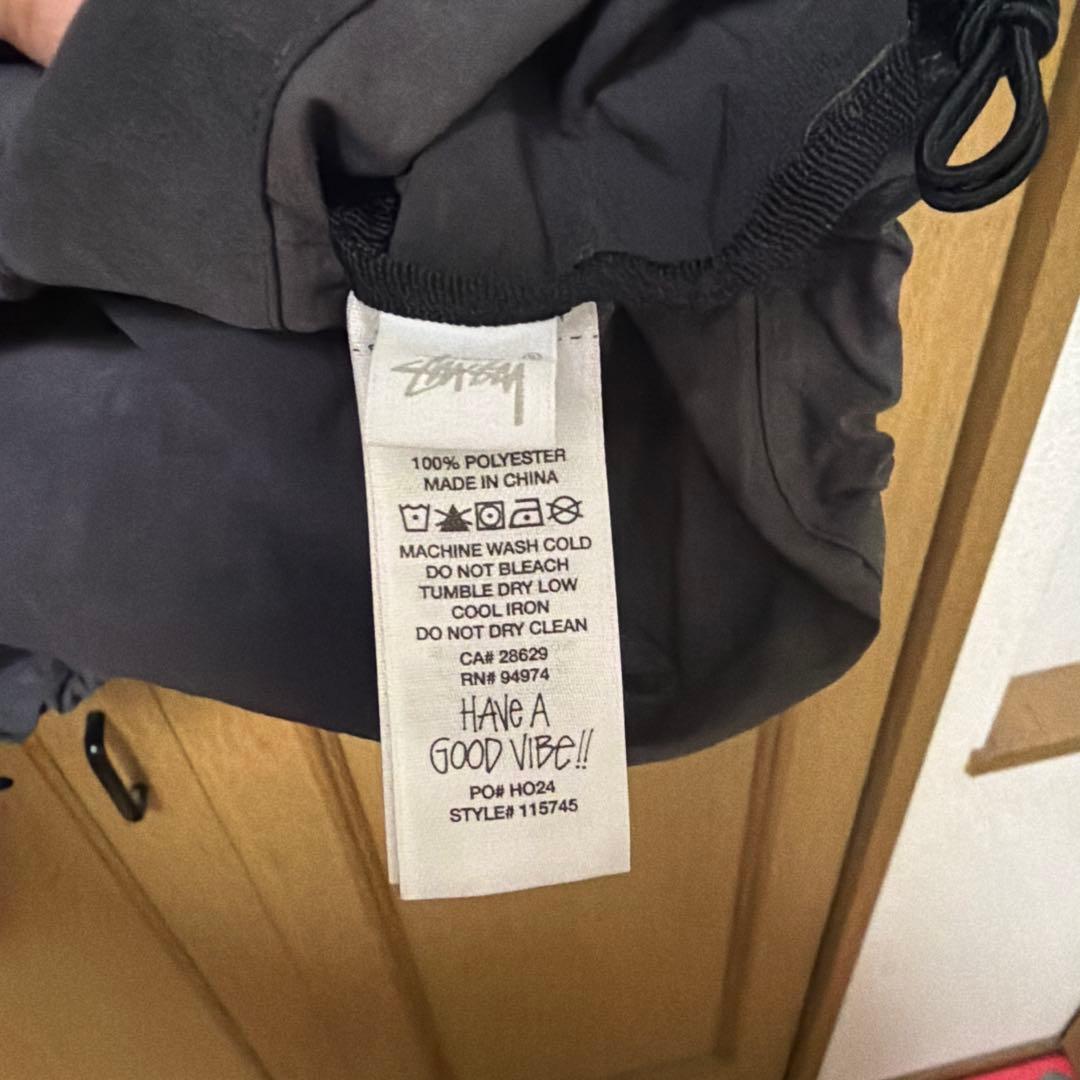 Stüssy®
100% POLYESTER
MADE IN CHINA
MACHINE WASH COLD
DO NOT BLEACH
TUMBLE DRY LOW
COOL IRON
DO NOT DRY CLEAN
CA# 28629
RN# 94974
HAVE A
GOOD VIBE!!
PO# HO24
STYLE# 115745